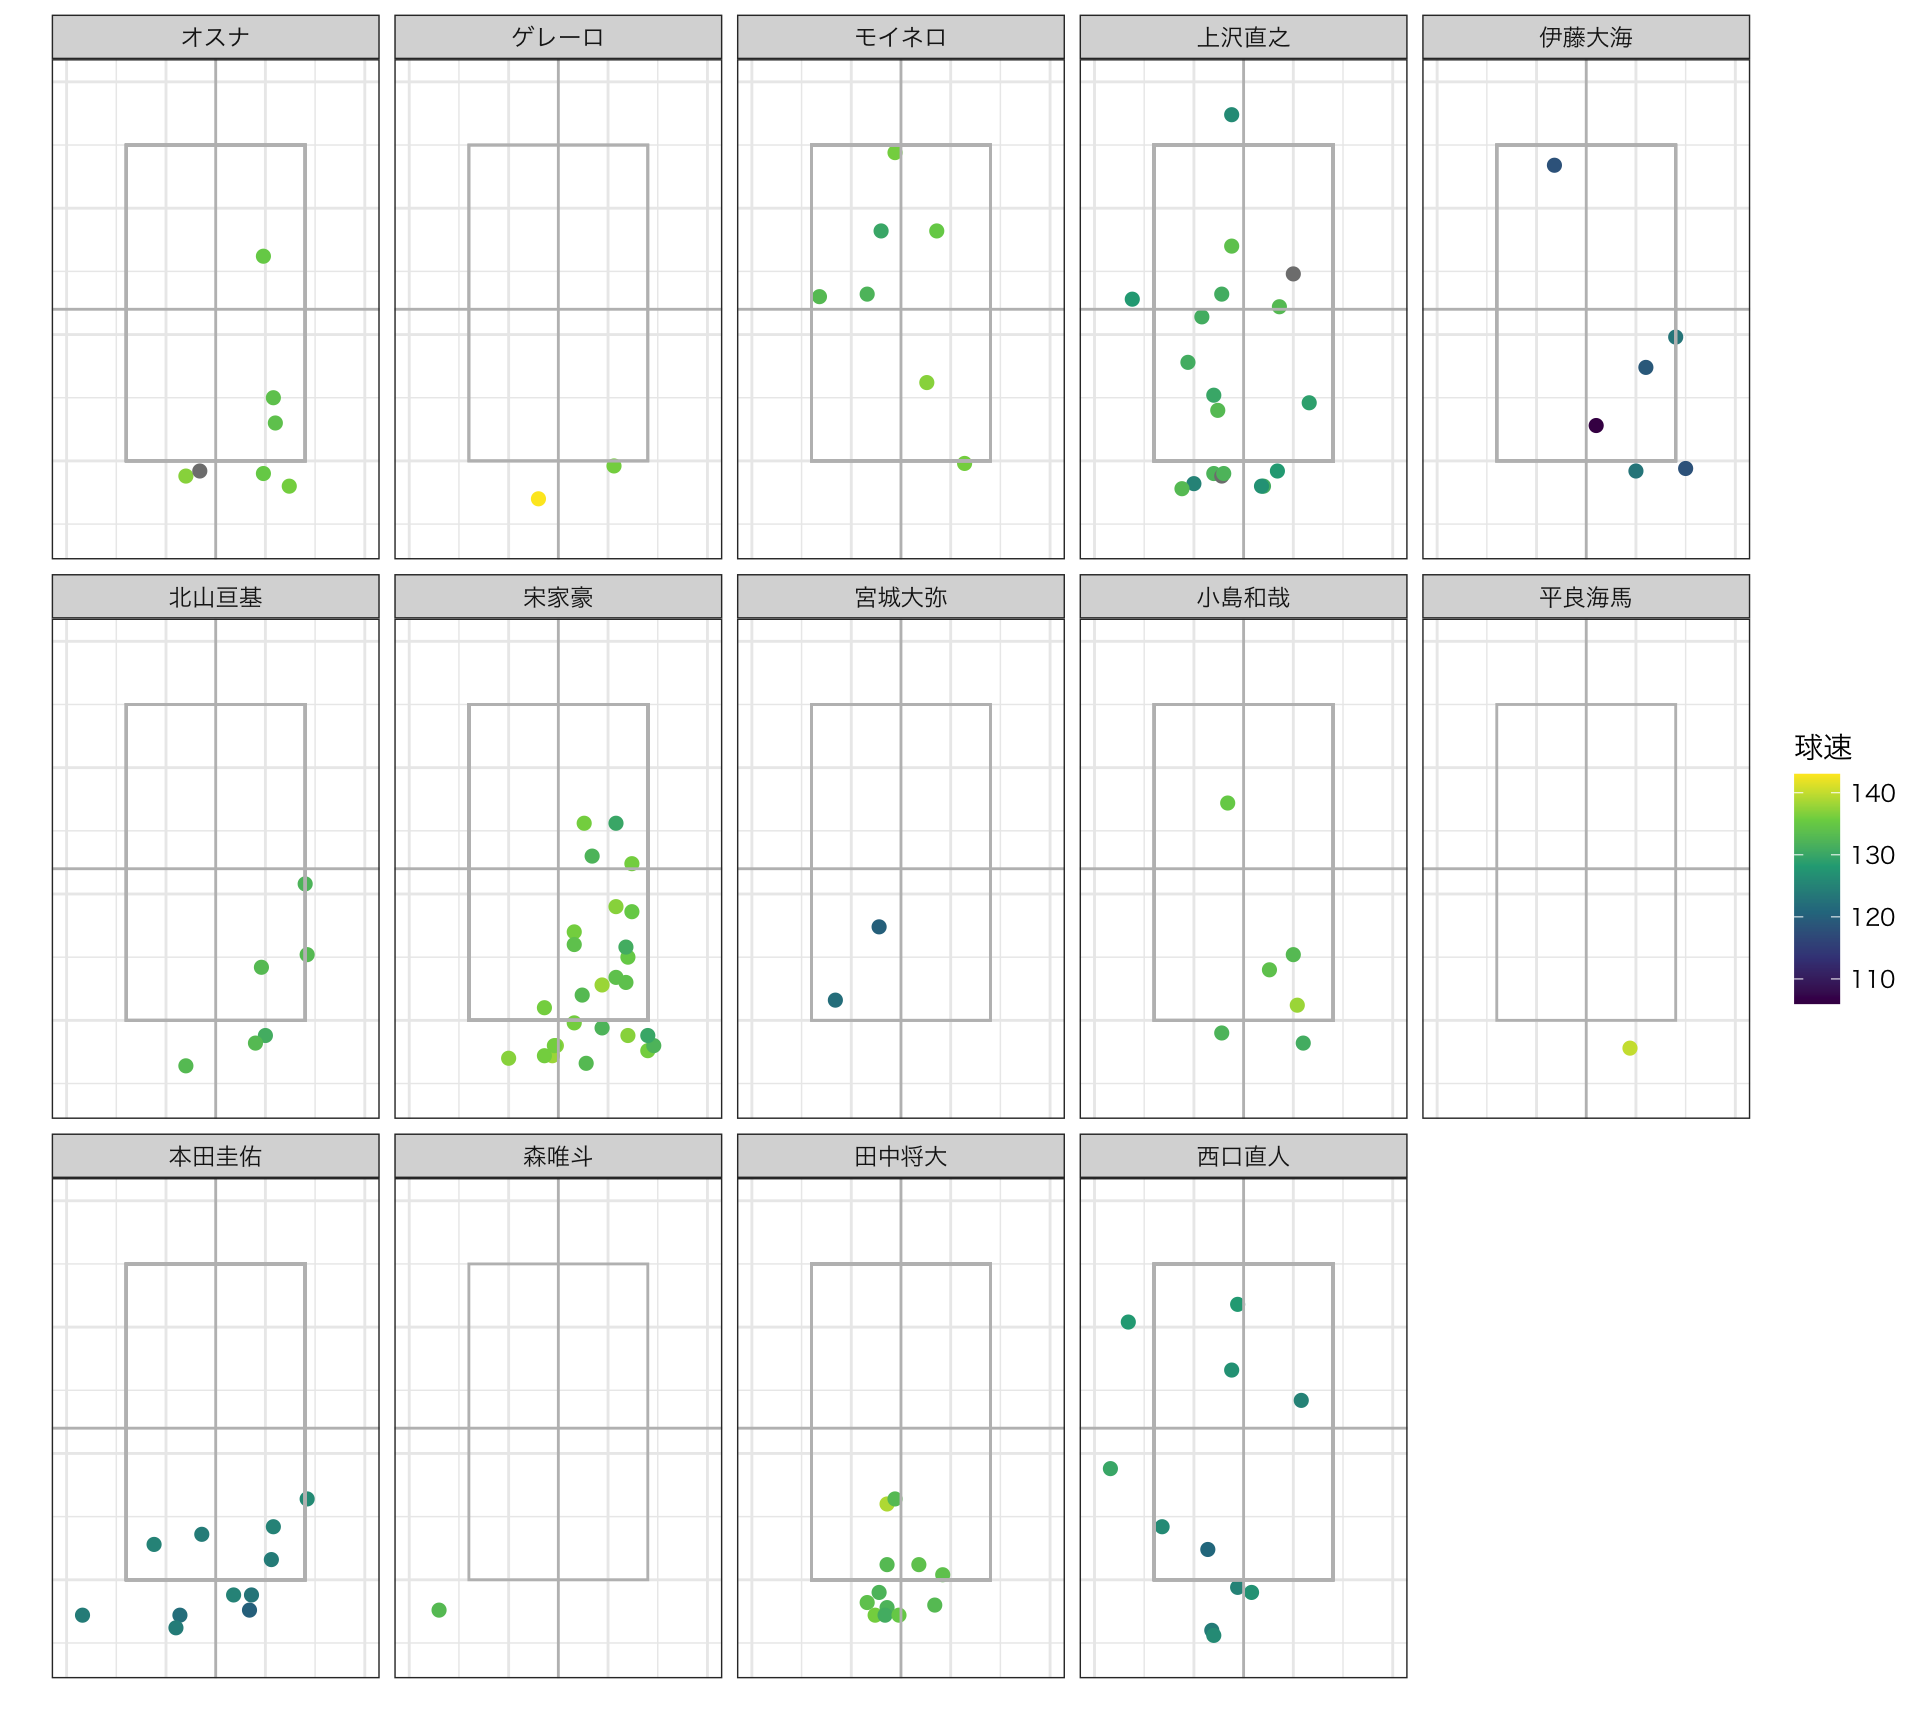 オスナ
ゲレーロ
モイネロ
上沢直之
伊藤大海
北山亘基
宋家豪
宮城大弥
小島和哉
平良海馬
球速
140
130
120
110
本田圭佑
森唯斗
田中将大
西口直人